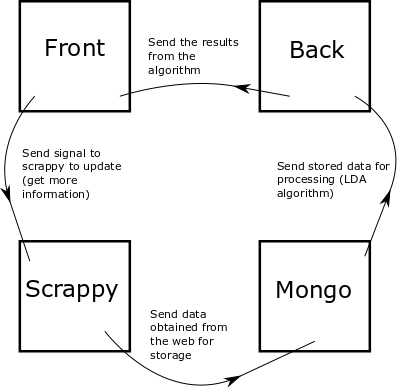 Front
Send the results
from the
algorithm
Back
Send signal to
scrappy to update
(get more
information)
Send stored data for
processing (LDA
algorithm)
Scrappy
Send data
obtained from
the web for
storage
Mongo